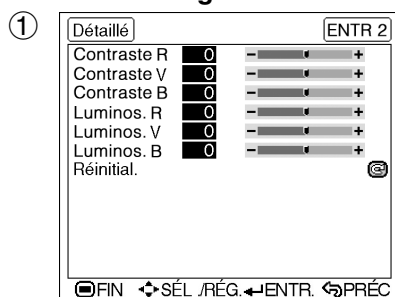 ①
Détaillé ENTR 2
Contraste R 0 - +
Contraste V 0 - +
Contraste B 0 - +
Luminos. R 0 - +
Luminos. V 0 - +
Luminos. B 0 - +
Réinitial.
FIN SÉL ./RÉG. ENTR. PRÉC